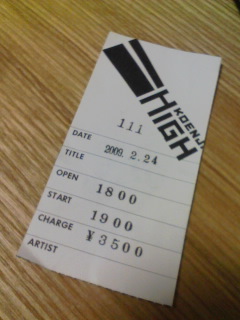 KOENJI
HIGH
111
DATE 2009. 2.24
TITLE
OPEN 1800
START 1900
CHARGE ¥3500
ARTIST